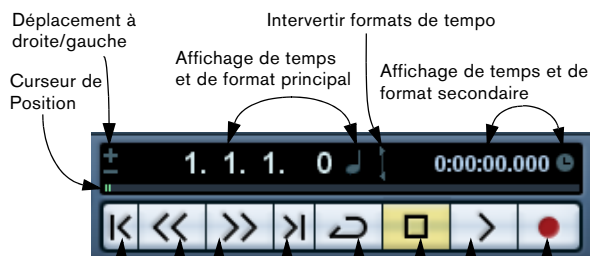 Déplacement à
droite/gauche
Intervertir formats de tempo
Affichage de temps
et de format principal
Affichage de temps et de
format secondaire
Curseur de
Position
1. 1. 1. 0
0:00:00.000